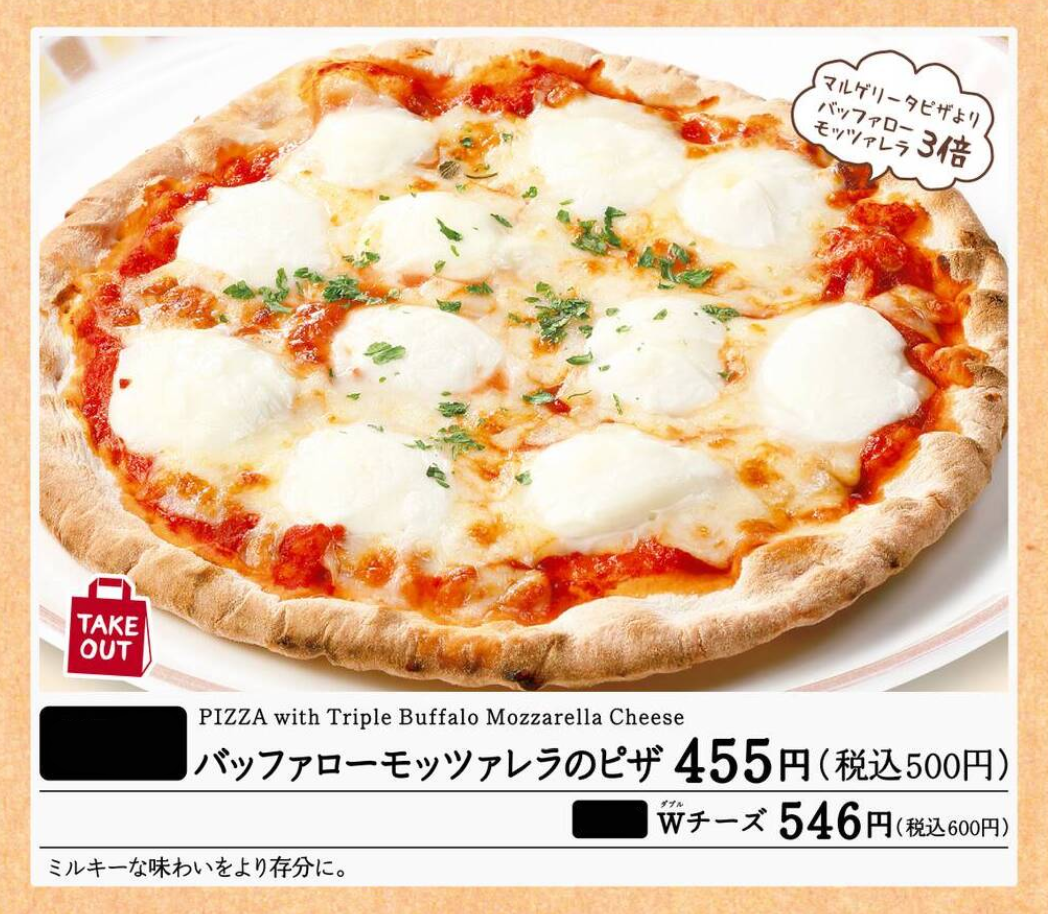 マルゲリータピザより
バッファロー
モッツァレラ 3倍
TAKE
OUT
PIZZA with Triple Buffalo Mozzarella Cheese
バッファローモッツァレラのピザ 455円(税込500円)
ダブル
Wチーズ 546円(税込600円)
ミルキーな味わいをより存分に。